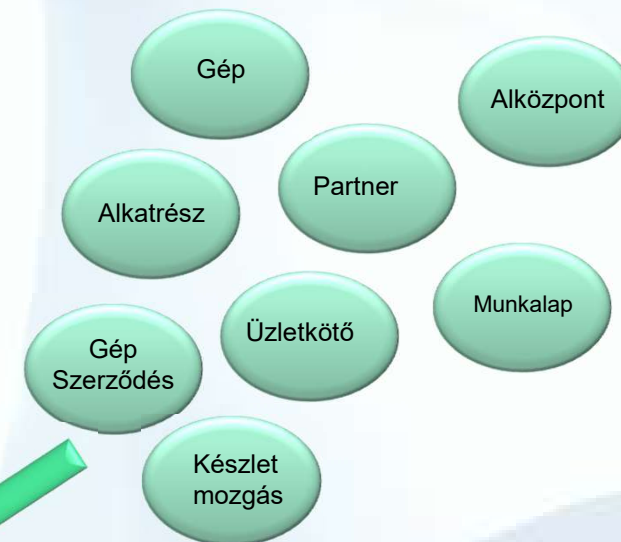 Gép
Alközpont
Partner
Alkatrész
Munkalap
Üzletkötő
Gép
Szerződés
Készlet
mozgás